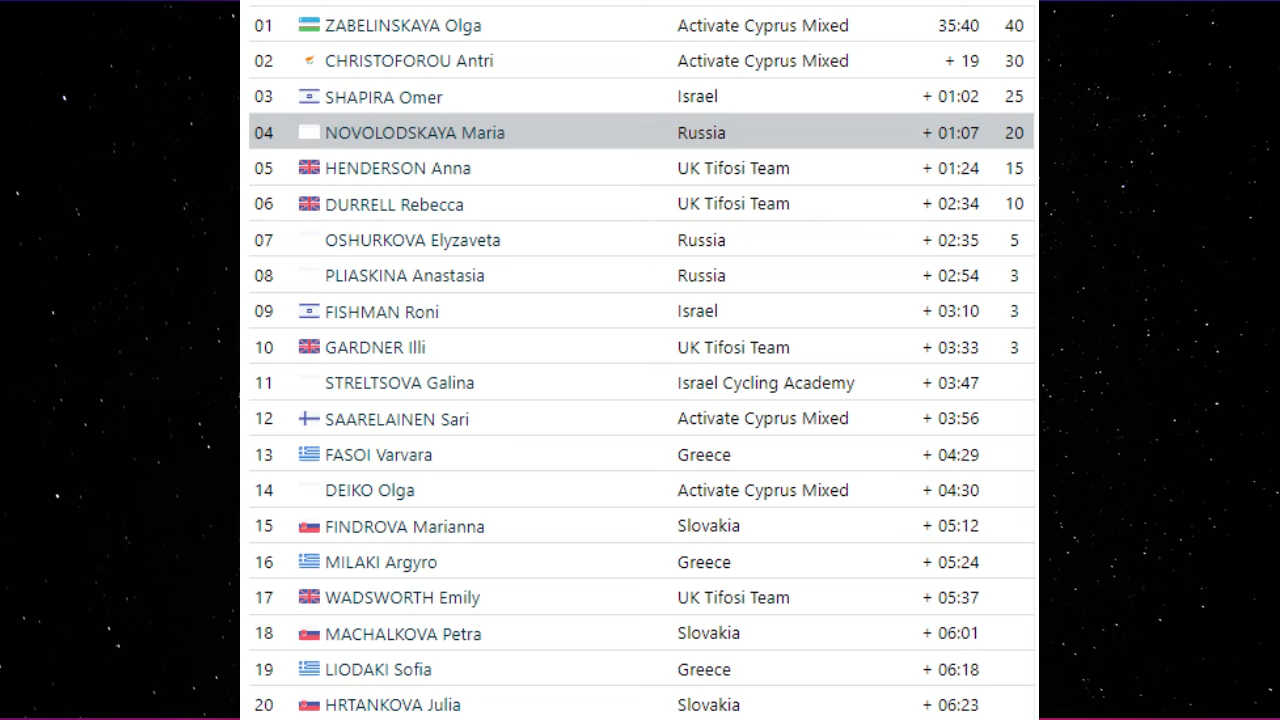 01 ZABELINSKAYA Olga Activate Cyprus Mixed 35:40 40
02 CHRISTOFOROU Antri Activate Cyprus Mixed + 19 30
03 SHAPIRA Omer Israel + 01:02 25
04 NOVOLODSKAYA Maria Russia + 01:07 20
05 HENDERSON Anna UK Tifosi Team + 01:24 15
06 DURRELL Rebecca UK Tifosi Team + 02:34 10
07 OSHURKOVA Elyzaveta Russia + 02:35 5
08 PLIASKINA Anastasia Russia + 02:54 3
09 FISHMAN Roni Israel + 03:10 3
10 GARDNER Illi UK Tifosi Team + 03:33 3
11 STRELTSOVA Galina Israel Cycling Academy + 03:47
12 SAARELAINEN Sari Activate Cyprus Mixed + 03:56
13 FASOI Varvara Greece + 04:29
14 DEIKO Olga Activate Cyprus Mixed + 04:30
15 FINDROVA Marianna Slovakia + 05:12
16 MILAKI Argyro Greece + 05:24
17 WADSWORTH Emily UK Tifosi Team + 05:37
18 MACHALKOVA Petra Slovakia + 06:01
19 LIODAKI Sofia Greece + 06:18
20 HRTANKOVA Julia Slovakia + 06:23